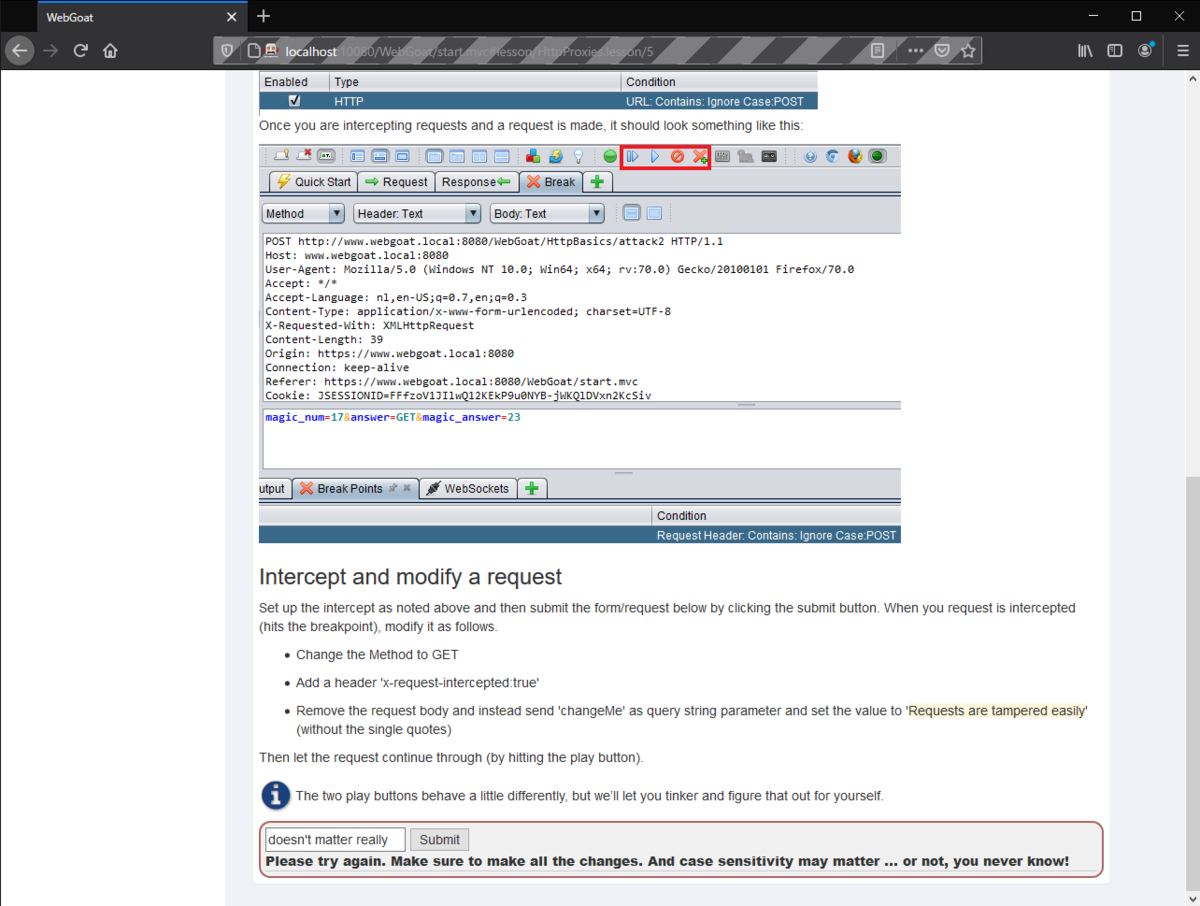 WebGoat
localhost:10080/WebGoat/start.mvc#lesson/HttpProxies.lesson/5
Enabled Type Condition
HTTP URL: Contains: Ignore Case:POST
Once you are intercepting requests and a request is made, it should look something like this:
Quick Start Request Response Break
Method Header: Text Body: Text
POST http://www.webgoat.local:8080/WebGoat/HttpBasics/attack2 HTTP/1.1
Host: www.webgoat.local:8080
User-Agent: Mozilla/5.0 (Windows NT 10.0; Win64; x64; rv:70.0) Gecko/20100101 Firefox/70.0
Accept: */*
Accept-Language: nl,en-US;q=0.7,en;q=0.3
Content-Type: application/x-www-form-urlencoded; charset=UTF-8
X-Requested-With: XMLHttpRequest
Content-Length: 39
Origin: https://www.webgoat.local:8080
Connection: keep-alive
Referer: https://www.webgoat.local:8080/WebGoat/start.mvc
Cookie:
magic_num=17&answer=GET&magic_answer=23
utput Break Points WebSockets
Condition
Request Header: Contains: Ignore Case:POST
Intercept and modify a request
Set up the intercept as noted above and then submit the form/request below by clicking the submit button. When you request is intercepted
(hits the breakpoint), modify it as follows.
• Change the Method to GET
• Add a header 'x-request-intercepted:true'
• Remove the request body and instead send 'changeMe' as query string parameter and set the value to 'Requests are tampered easily'
(without the single quotes)
Then let the request continue through (by hitting the play button).
The two play buttons behave a little differently, but we'll let you tinker and figure that out for yourself.
doesn't matter really Submit
Please try again. Make sure to make all the changes. And case sensitivity may matter ... or not, you never know!